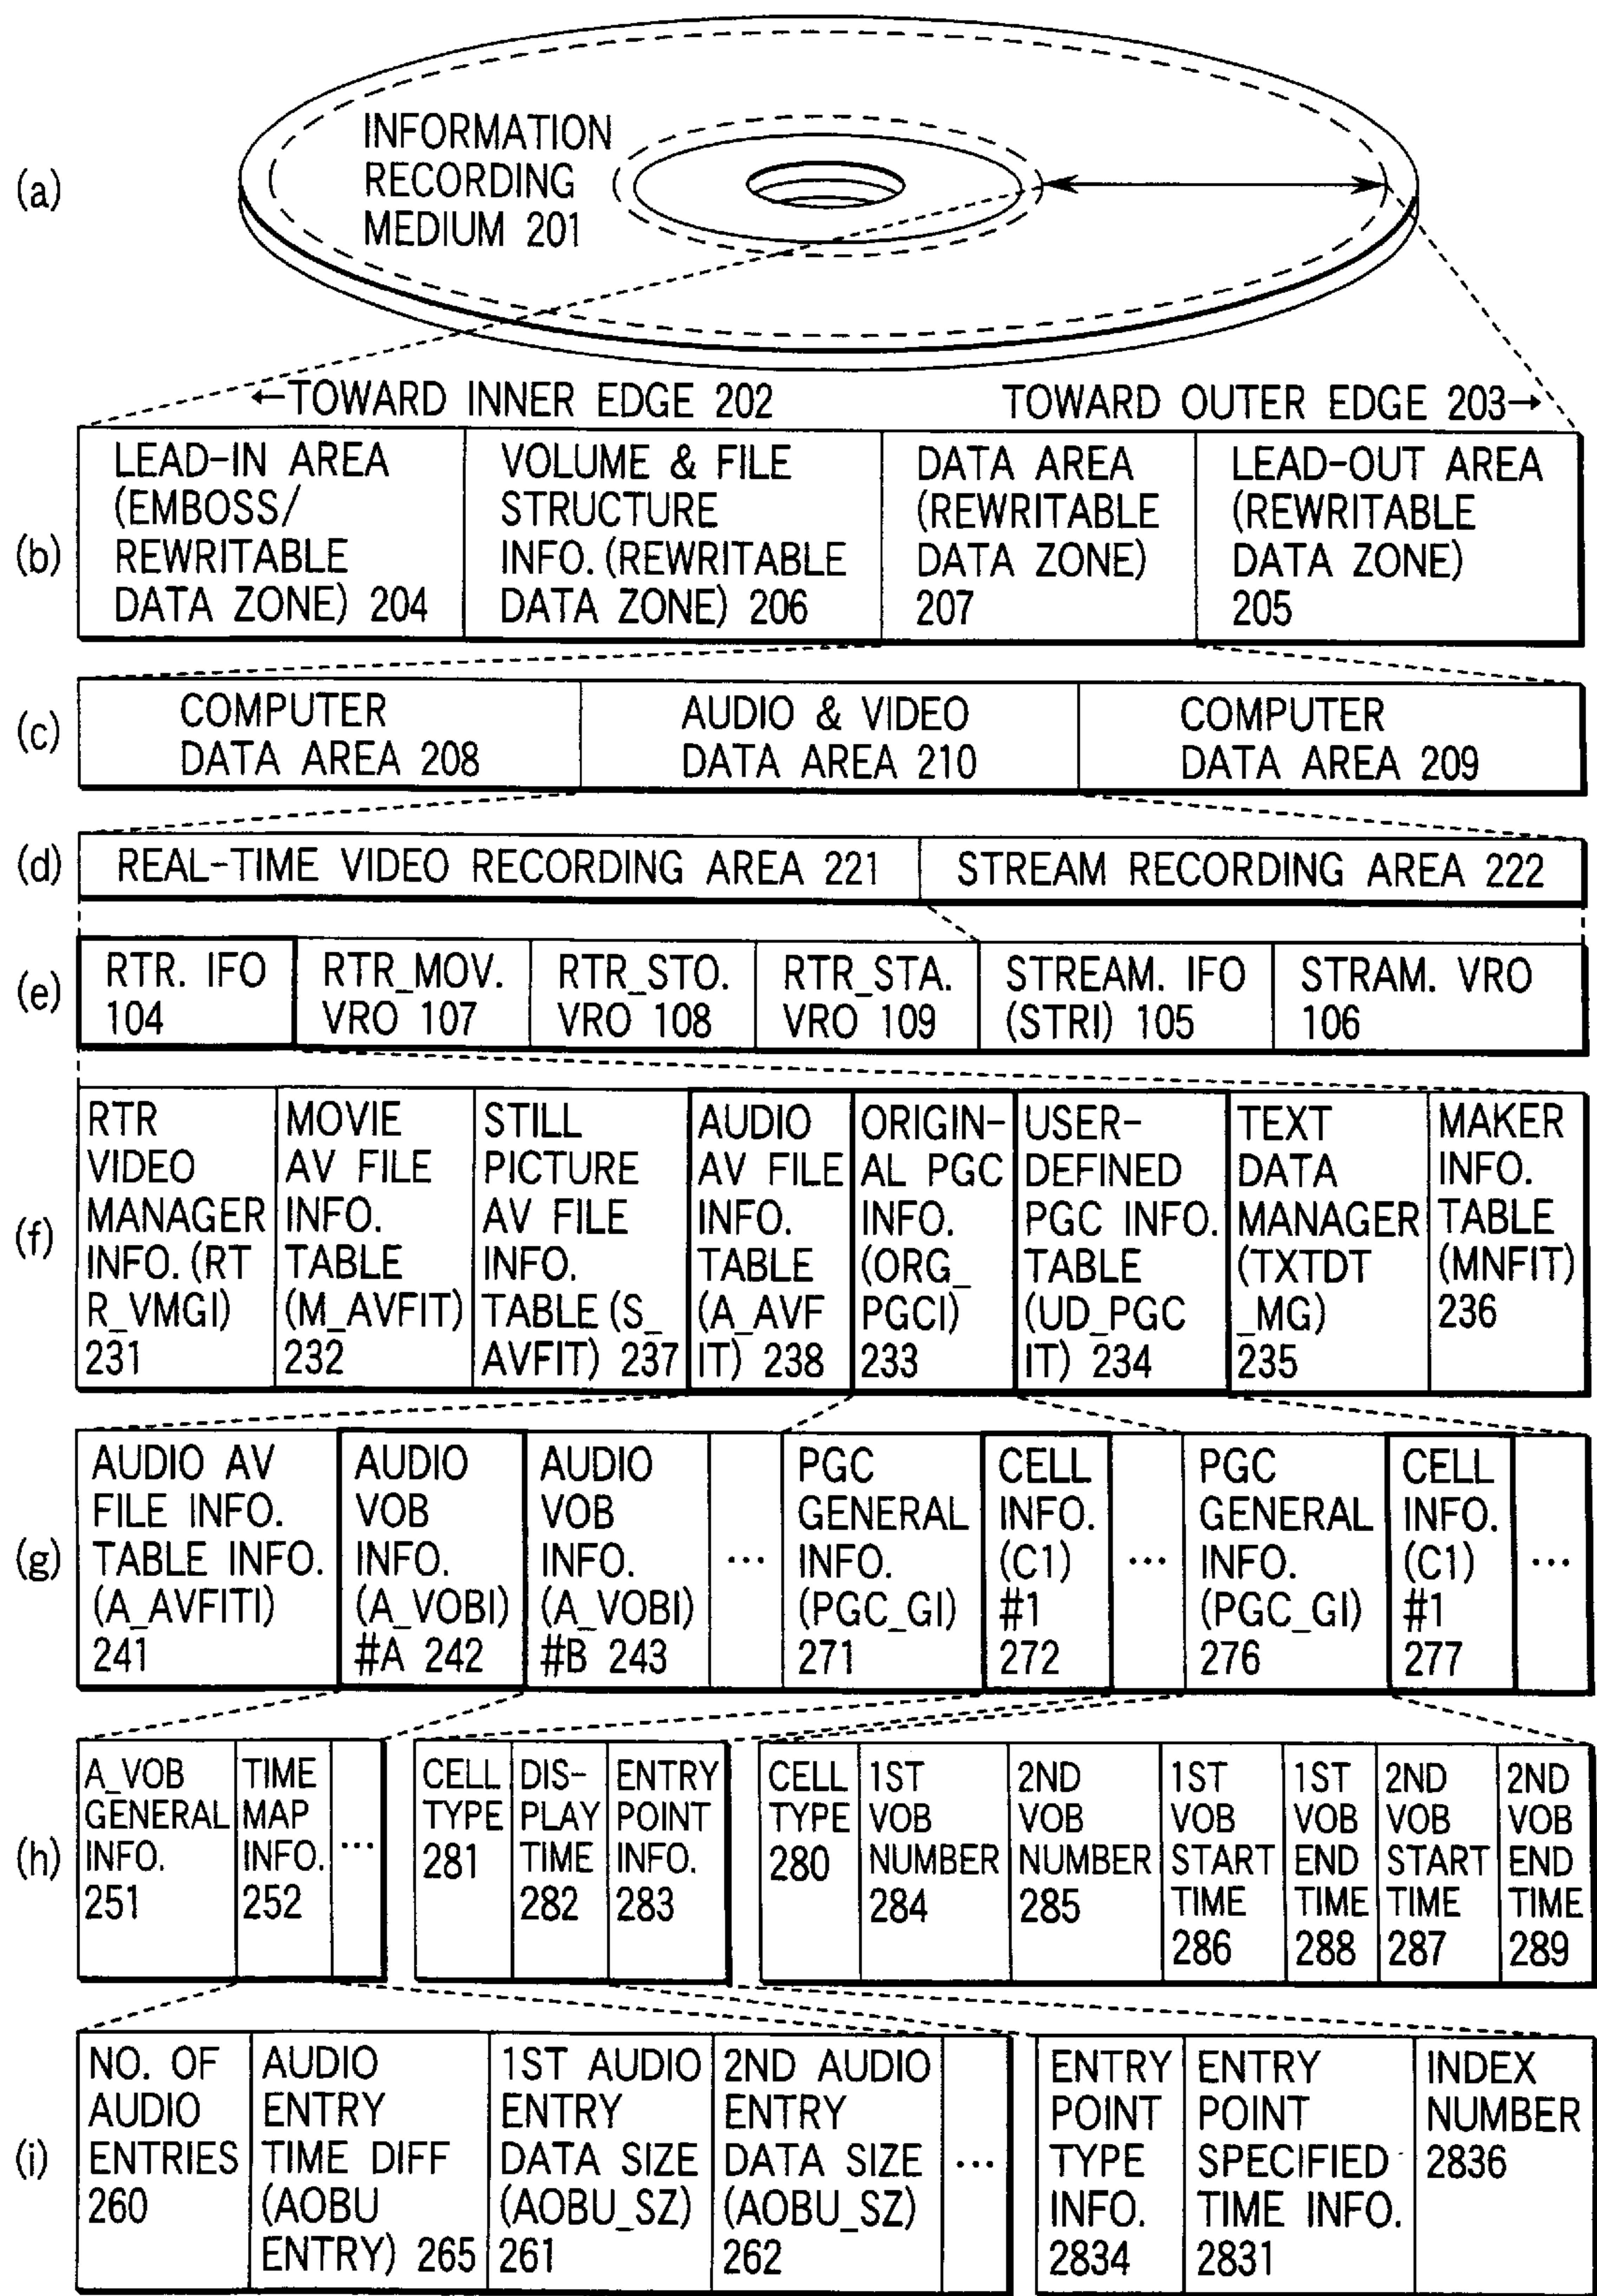 (a)
INFORMATION
RECORDING
MEDIUM 201
←TOWARD INNER EDGE 202
TOWARD OUTER EDGE 203→
(b)
LEAD-IN AREA
(EMBOSS/
REWRITABLE
DATA ZONE) 204
VOLUME & FILE
STRUCTURE
INFO. (REWRITABLE
DATA ZONE) 206
DATA AREA
(REWRITABLE
DATA ZONE)
207
LEAD-OUT AREA
(REWRITABLE
DATA ZONE)
205
(c)
COMPUTER
DATA AREA 208
AUDIO & VIDEO
DATA AREA 210
COMPUTER
DATA AREA 209
(d)
REAL-TIME VIDEO RECORDING AREA 221
STREAM RECORDING AREA 222
(e)
RTR. IFO
104
RTR_MOV.
VRO 107
RTR_STO.
VRO 108
RTR_STA.
VRO 109
STREAM. IFO
(STRI) 105
STRAM. VRO
106
(f)
RTR
VIDEO
MANAGER
INFO. (RT
R_VMGI)
231
MOVIE
AV FILE
INFO.
TABLE
(M_AVFIT)
232
STILL
PICTURE
AV FILE
INFO.
TABLE (S_
AVFIT) 237
AUDIO
AV FILE
INFO.
TABLE
(A_AVF
IT) 238
ORIGIN-
AL PGC
INFO.
(ORG_
PGCI)
233
USER-
DEFINED
PGC INFO.
TABLE
(UD_PGC
IT) 234
TEXT
DATA
MANAGER
(TXTDT
_MG)
235
MAKER
INFO.
TABLE
(MNFIT)
236
(g)
AUDIO AV
FILE INFO.
TABLE INFO.
(A_AVFITI)
241
AUDIO
VOB
INFO.
(A_VOBI)
#A 242
AUDIO
VOB
INFO.
(A_VOBI)
#B 243
...
PGC
GENERAL
INFO.
(PGC_GI)
271
CELL
INFO.
(C1)
#1
272
...
PGC
GENERAL
INFO.
(PGC_GI)
276
CELL
INFO.
(C1)
#1
277
...
(h)
A_VOB
GENERAL
INFO.
251
TIME
MAP
INFO.
252
...
CELL
TYPE
281
DIS-
PLAY
TIME
282
ENTRY
POINT
INFO.
283
CELL
TYPE
280
1ST
VOB
NUMBER
284
2ND
VOB
NUMBER
285
1ST
VOB
START
TIME
286
1ST
VOB
END
TIME
288
2ND
VOB
START
TIME
287
2ND
VOB
END
TIME
289
(i)
NO. OF
AUDIO
ENTRIES
260
AUDIO
ENTRY
TIME DIFF
(AOBU
ENTRY) 265
1ST AUDIO
ENTRY
DATA SIZE
(AOBU_SZ)
261
2ND AUDIO
ENTRY
DATA SIZE
(AOBU_SZ)
262
...
ENTRY
POINT
TYPE
INFO.
2834
ENTRY
POINT
SPECIFIED
TIME INFO.
2831
INDEX
NUMBER
2836